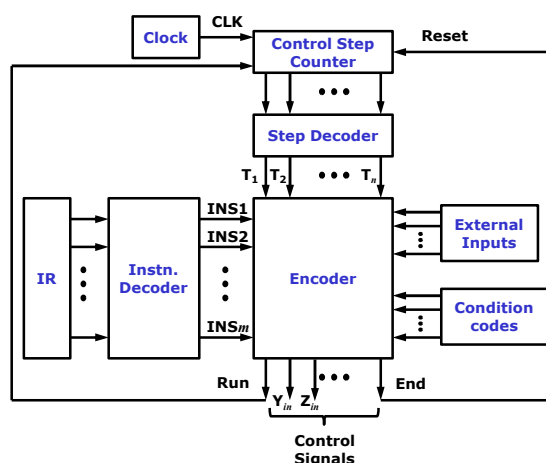 CLK
Clock
Control Step
Counter
Reset
Step Decoder
T1 T2 Tn
INS1
INS2
INSm
IR
Instn.
Decoder
Encoder
External
Inputs
Condition
codes
Run
Yin Zin
End
Control
Signals